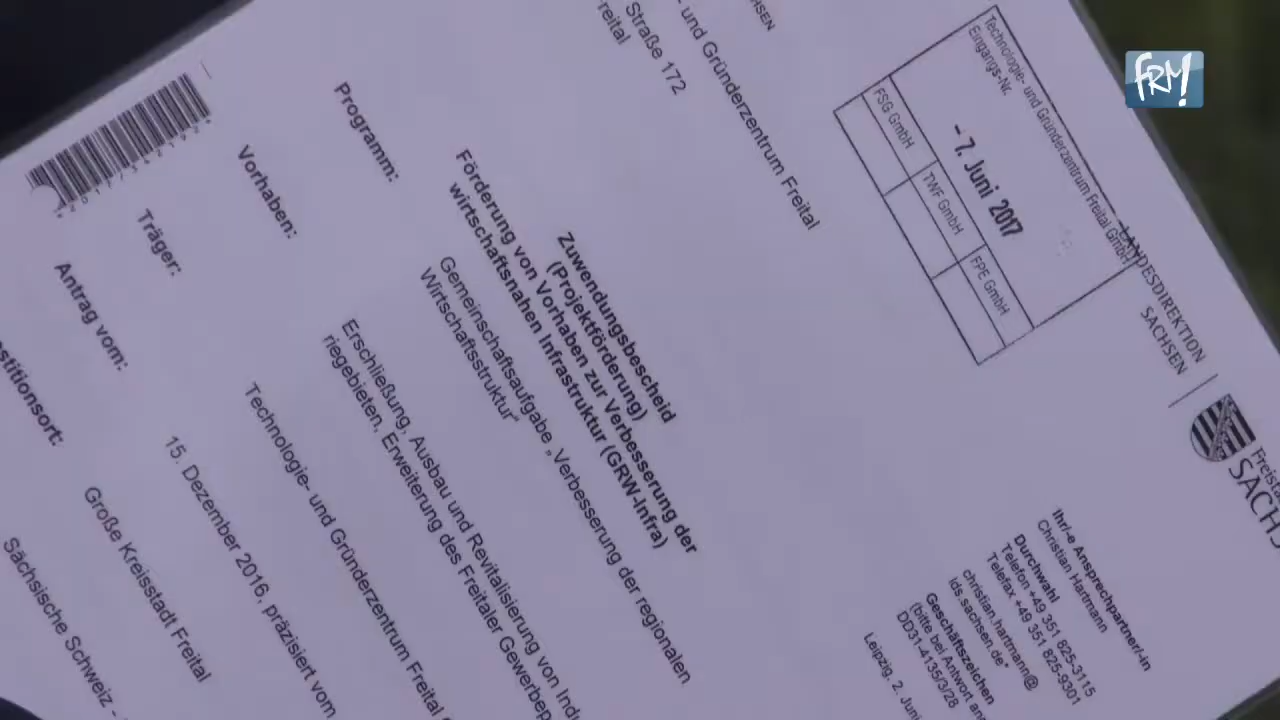 FRM!
LANDESDIREKTION
SACHSEN
Freist
SACHS
Technologie- und Gründerzentrum Freital GmbH
Eingangs-Nr.
- 7. Juni 2017
FSG GmbH
TWF GmbH
FPE GmbH
- und Gründerzentrum Freital
Straße 172
reital
Ihr/-e Ansprechpartner/-in
Christian Hartmann
Durchwahl
Telefon +49 351 825-3115
Telefax +49 351 825-9301
christian.hartmann@
lds.sachsen.de*
Geschäftszeichen
(bitte bei Antwort an
DD31-4135/3/28
Leipzig, 2. Juni
Zuwendungsbescheid
(Projektförderung)
Förderung von Vorhaben zur Verbesserung der
wirtschaftsnahen Infrastruktur (GRW-Infra)
Programm:
Gemeinschaftsaufgabe „Verbesserung der regionalen
Wirtschaftsstruktur“
Vorhaben:
Erschließung, Ausbau und Revitalisierung von Indu
riegebieten, Erweiterung des Freitaler Gewerbep
Träger:
Technologie- und Gründerzentrum Freital
Antrag vom:
15. Dezember 2016, präzisiert vom
estitionsort:
Große Kreisstadt Freital
Sächsische Schweiz -